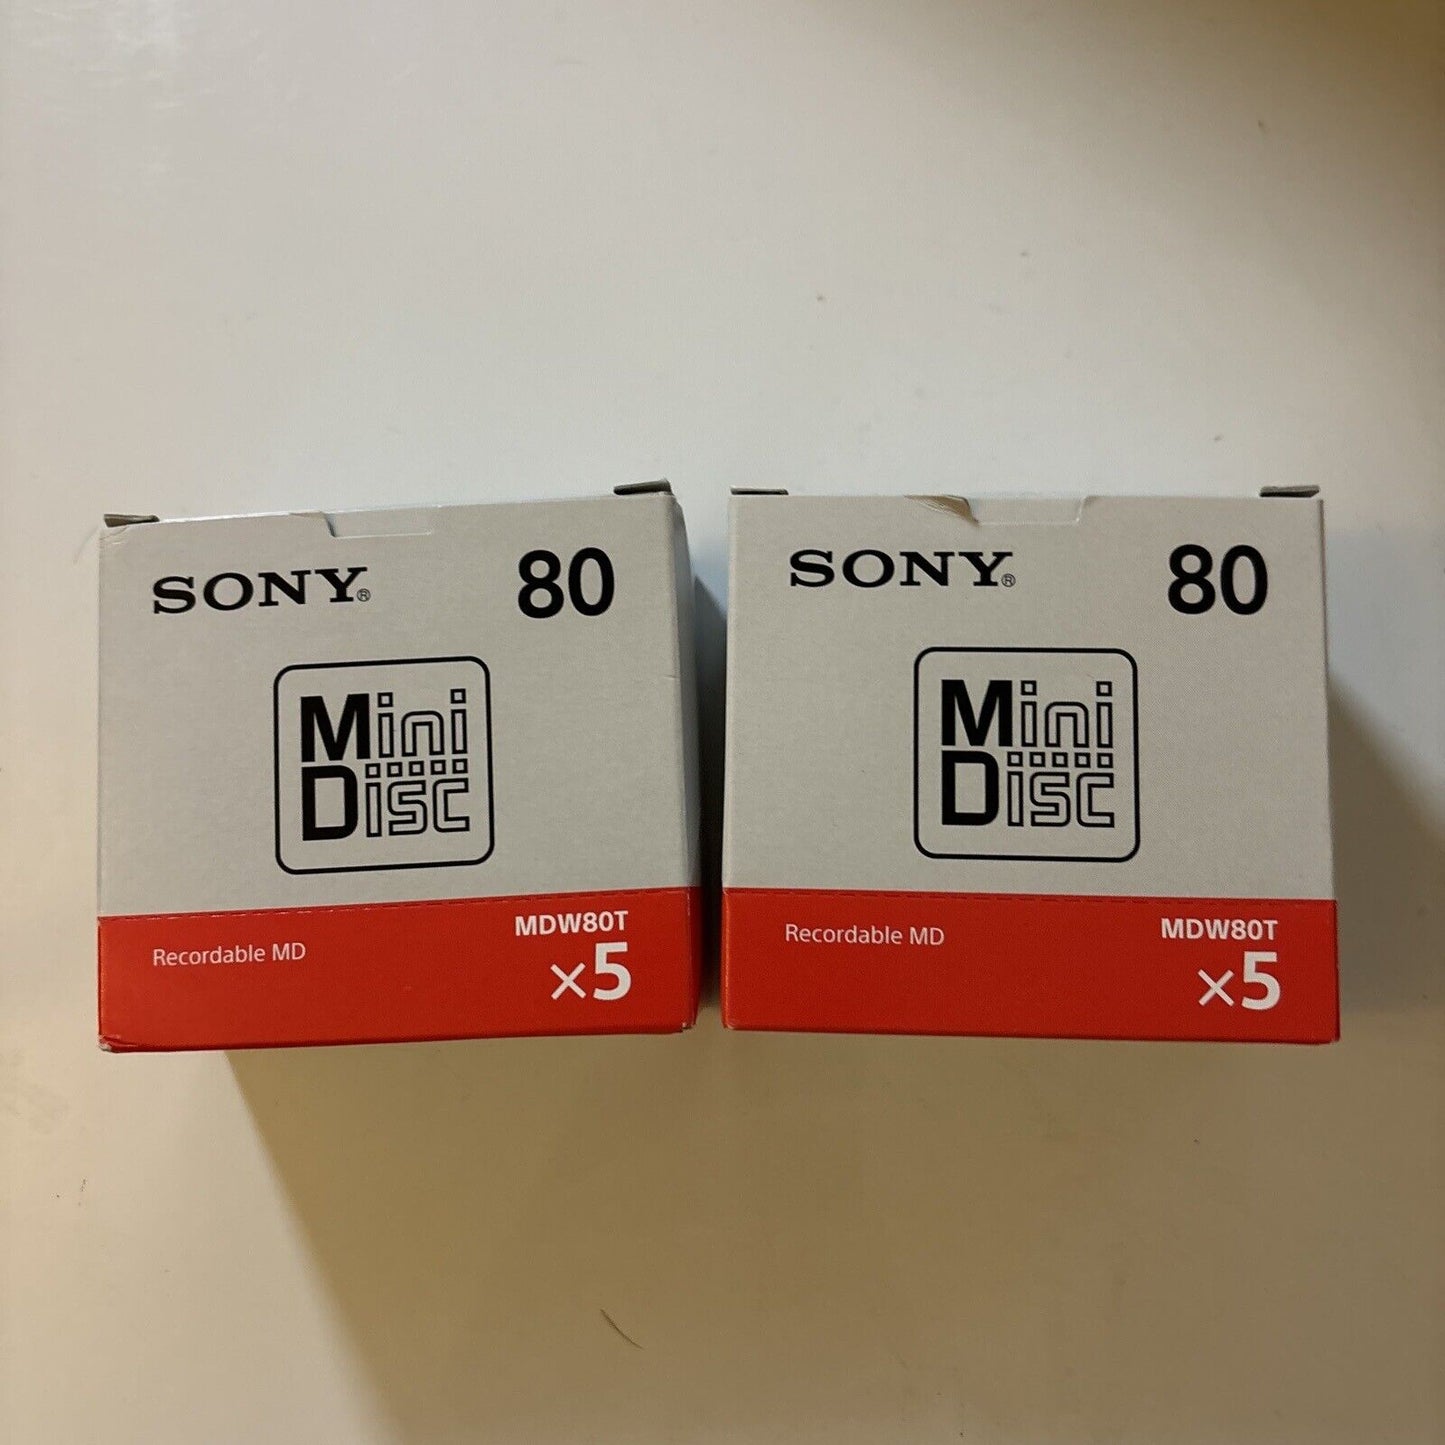 SONY® 80
Mini
Disc
Recordable MD
MDW80T
×5
SONY® 80
Mini
Disc
Recordable MD
MDW80T
×5